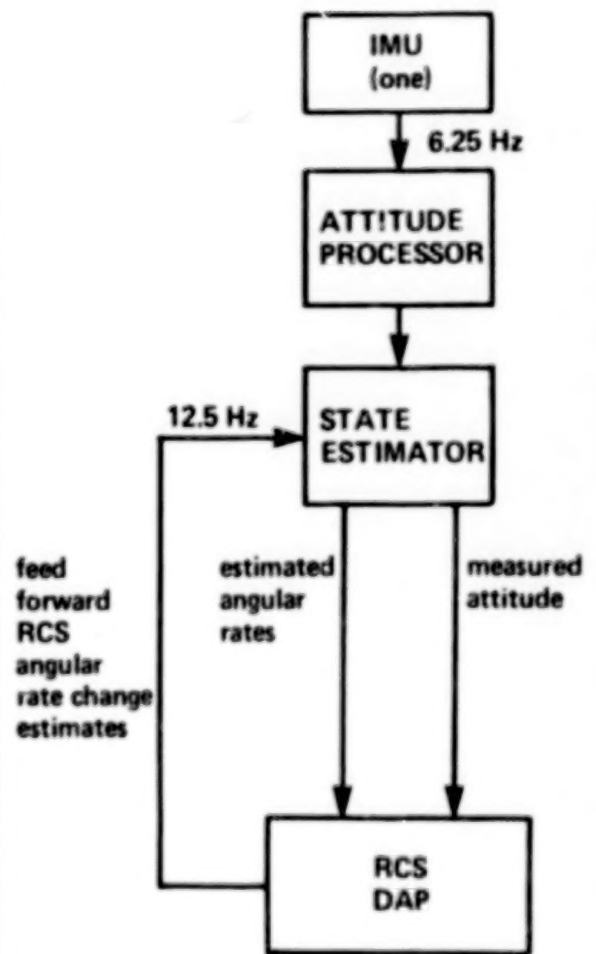 IMU
(one)
6.25 Hz
ATTITUDE
PROCESSOR
12.5 Hz
STATE
ESTIMATOR
feed
forward
RCS
angular
rate change
estimates
estimated
angular
rates
measured
attitude
RCS
DAP